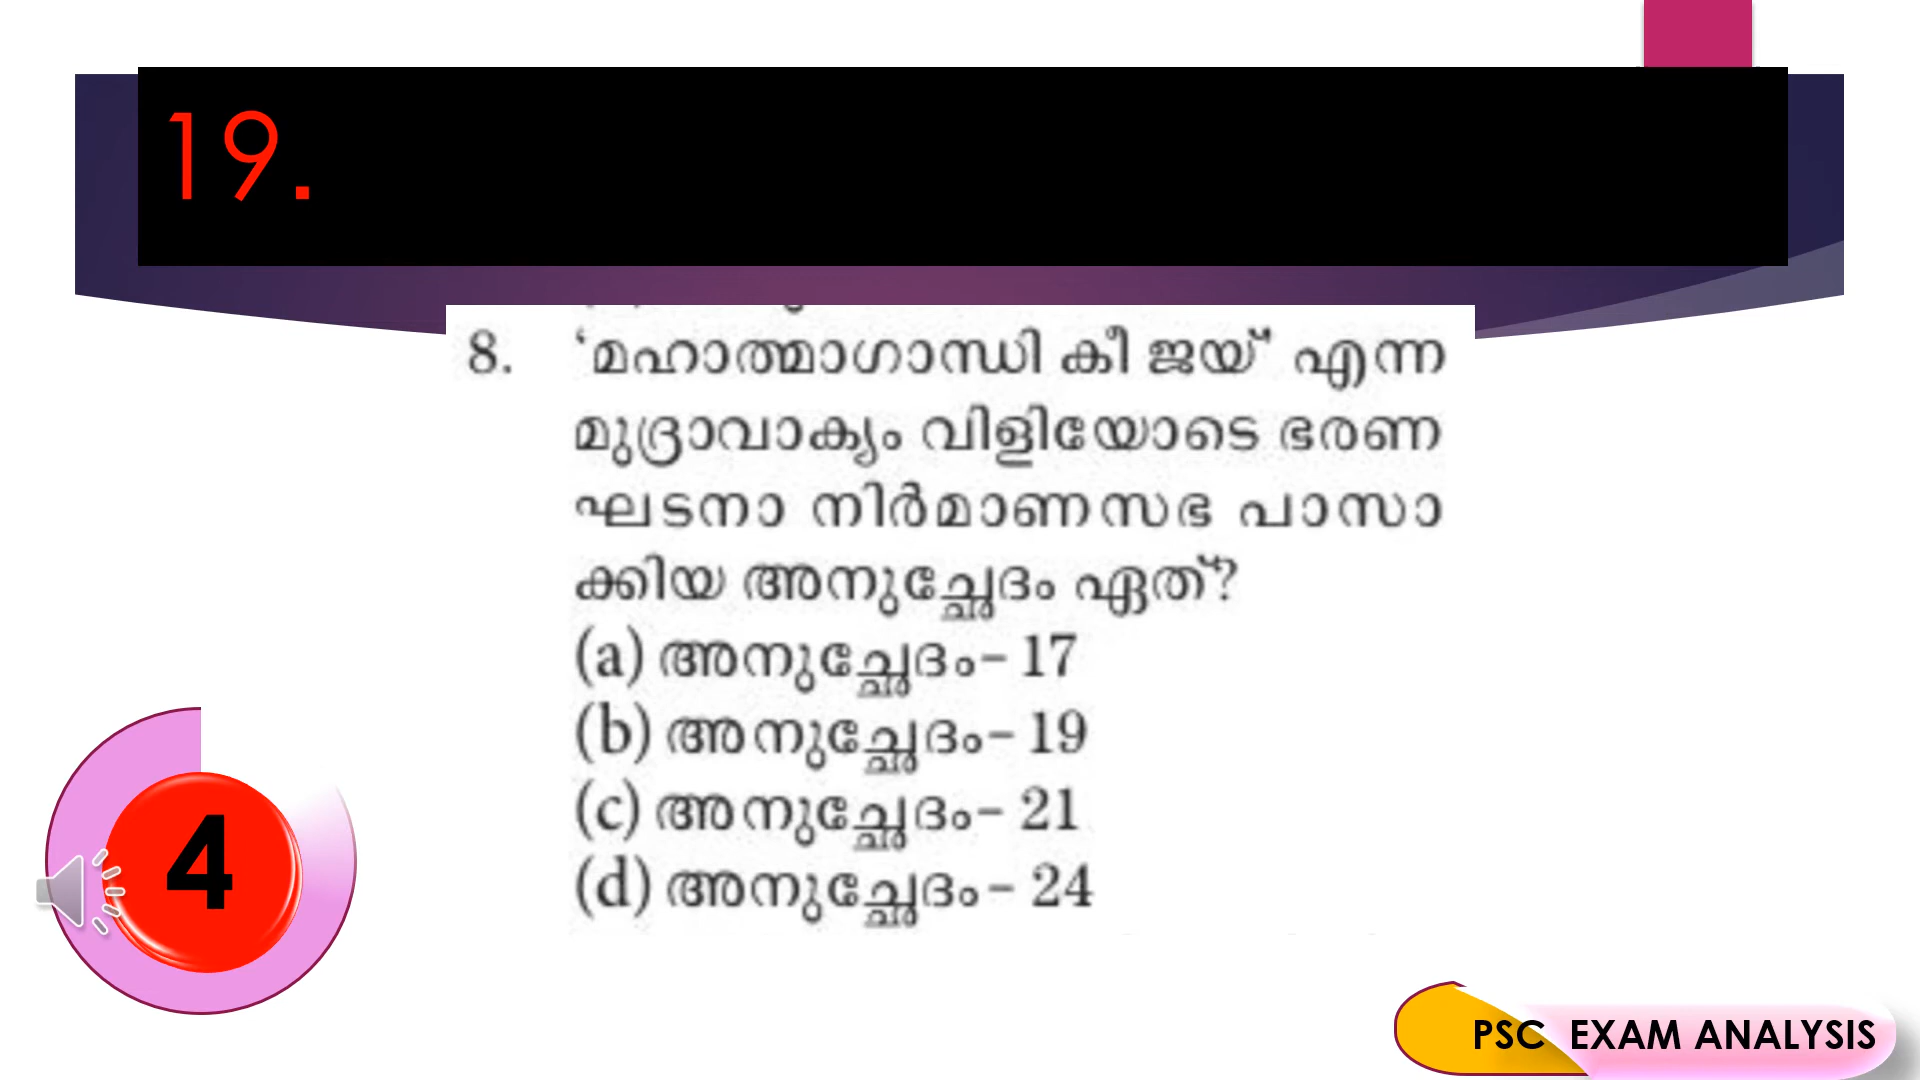 19.
8. ‘മഹാത്മാഗാന്ധി കീ ജയ്’ എന്ന
മുദ്രാവാക്യം വിളിയോടെ ഭരണ
ഘടനാ നിർമാണസഭ പാസാ
ക്കിയ അനുച്ഛേദം ഏത്?
(a) അനുച്ഛേദം– 17
(b) അനുച്ഛേദം– 19
(c) അനുച്ഛേദം– 21
(d) അനുച്ഛേദം– 24
4
PSC EXAM ANALYSIS